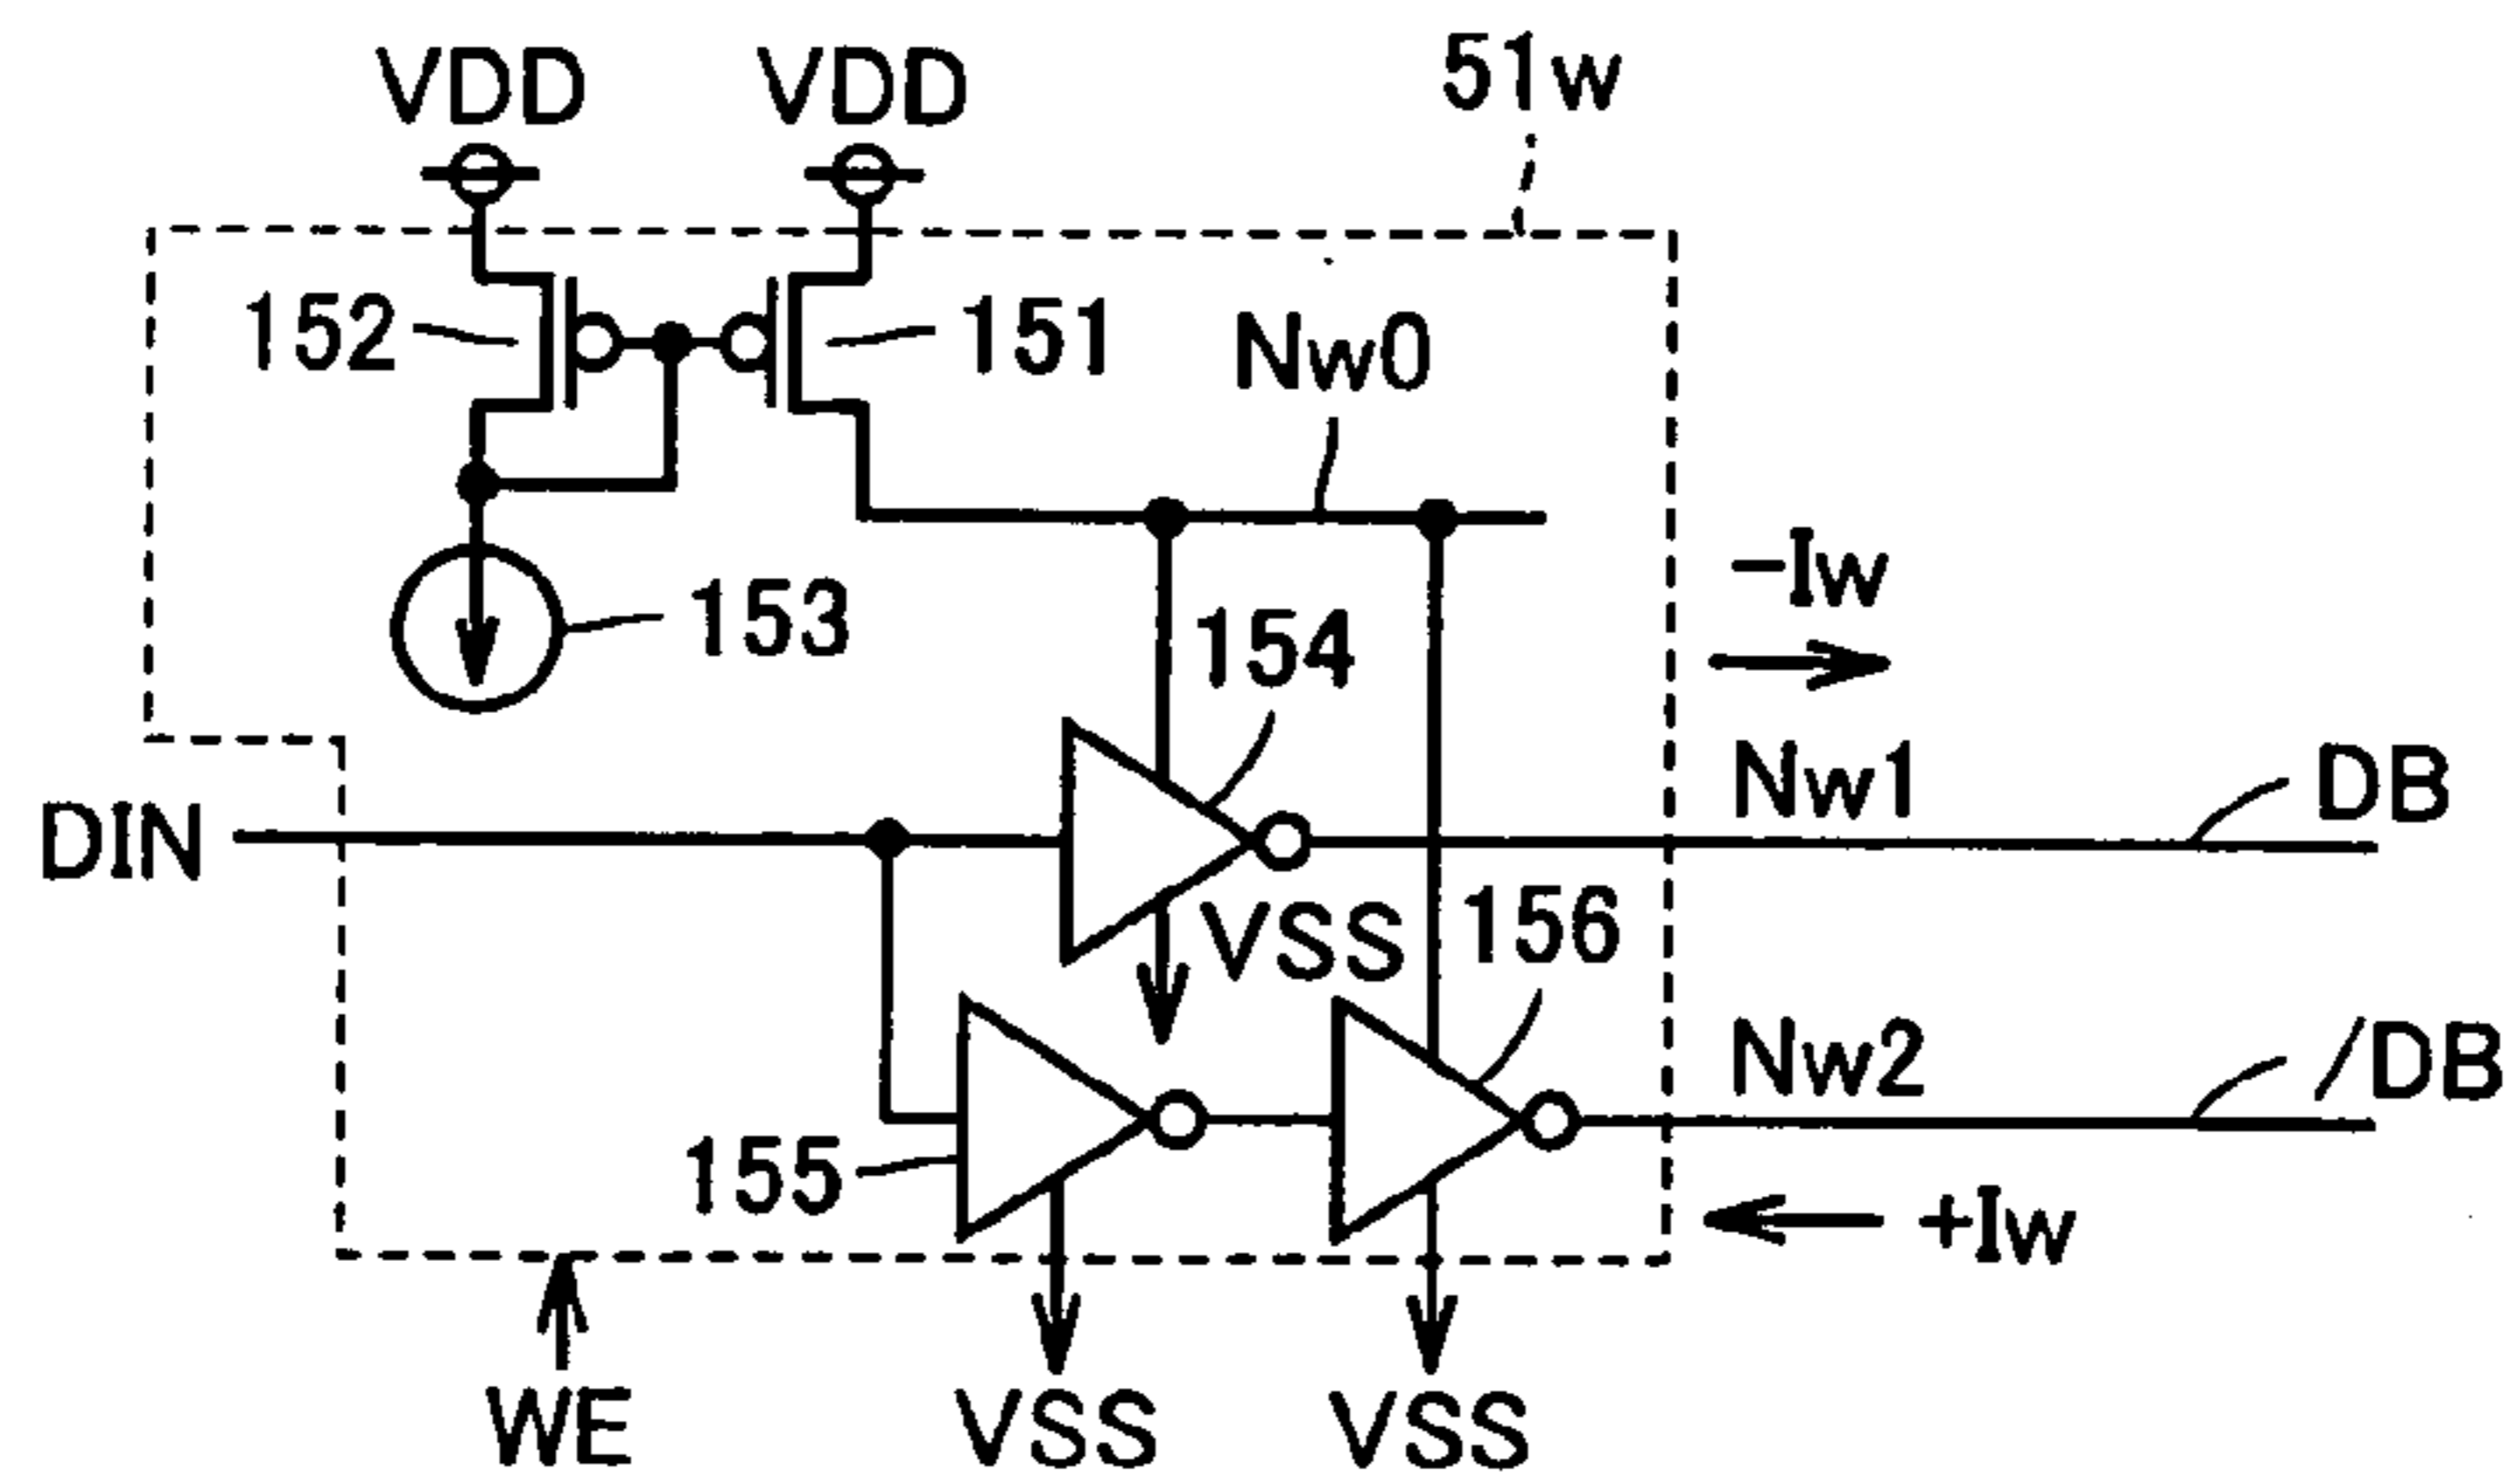 VDD VDD 51w
152 151 Nw0
153 -Iw
154
DIN Nw1 DB
VSS 156
155 Nw2 /DB
+Iw
WE VSS VSS